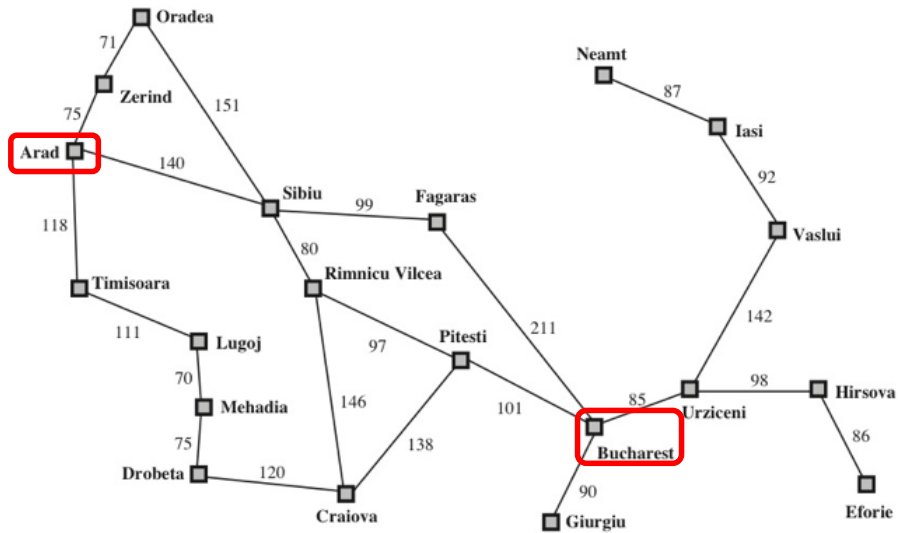 Oradea
71
Neamt
87
Zerind
151
75
Iasi
Arad
140
92
Sibiu
Fagaras
99
118
Vaslui
80
Timisoara
Rimnicu Vilcea
211
142
111
Lugoj
97
Pitesti
70
98
Hirsova
146
Mehadia
101
85
Urziceni
75
138
86
Bucharest
Drobeta
120
90
Craiova
Giurgiu
Eforie